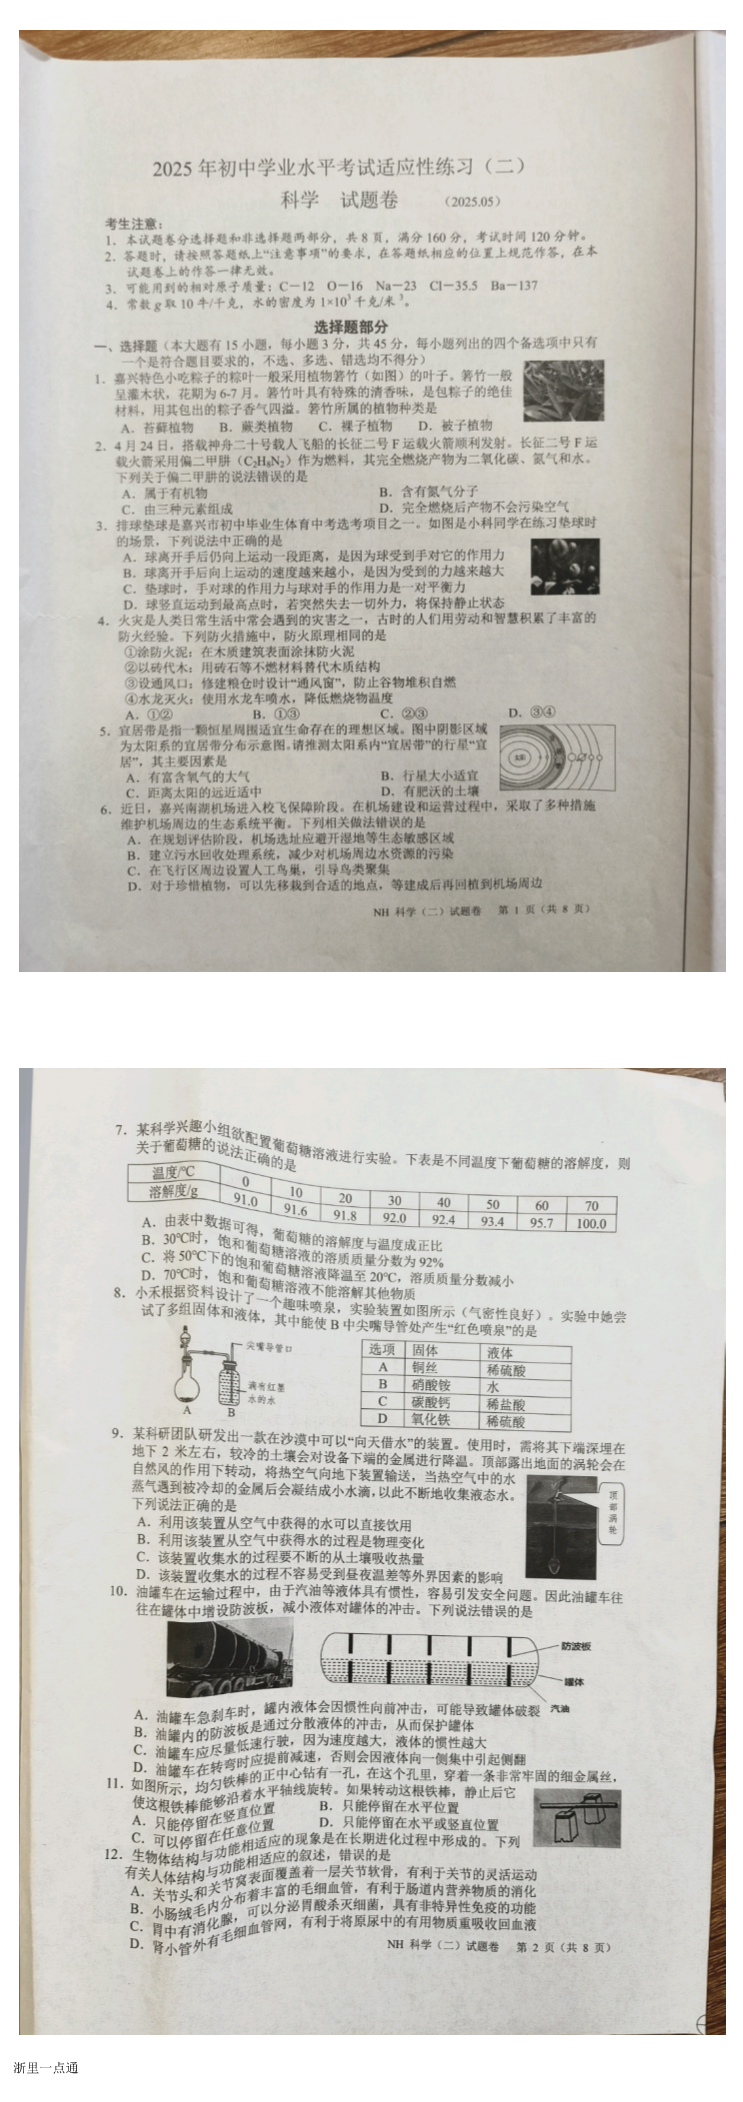 2025 年初中学业水平考试适应性练习（二）
科学 试题卷 （2025.05）
考生注意：
1．本试题卷分选择题和非选择题两部分，共 8 页，满分 160 分，考试时间 120 分钟。
2．答题时，请按照答题纸上“注意事项”的要求，在答题纸相应的位置上规范作答，在本
试题卷上的作答一律无效。
3．可能用到的相对原子质量：C－12 O－16 Na－23 Cl－35.5 Ba－137
4．常数 g 取 10 牛/千克，水的密度为 1×10³ 千克/米³。
选择题部分
一、选择题（本大题有 15 小题，每小题 3 分，共 45 分，每小题列出的四个备选项中只有
一个是符合题目要求的，不选、多选、错选均不得分）
1．嘉兴特色小吃粽子的粽叶一般采用植物箬竹（如图）的叶子。箬竹一般
呈灌木状，花期为 6-7 月。箬竹叶具有特殊的清香味，是包粽子的绝佳
材料，用其包出的粽子香气四溢。箬竹所属的植物种类是
A．苔藓植物 B．蕨类植物 C．裸子植物 D．被子植物
2．4 月 24 日，搭载神舟二十号载人飞船的长征二号 F 运载火箭顺利发射。长征二号 F 运
载火箭采用偏二甲肼（C₂H₈N₂）作为燃料，其完全燃烧产物为二氧化碳、氮气和水。
下列关于偏二甲肼的说法错误的是
A．属于有机物 B．含有氮气分子
C．由三种元素组成 D．完全燃烧后产物不会污染空气
3．排球垫球是嘉兴市初中毕业生体育中考选考项目之一。如图是小科同学在练习垫球时
的场景，下列说法中正确的是
A．球离开手后仍向上运动一段距离，是因为球受到手对它的作用力
B．球离开手后向上运动的速度越来越小，是因为受到的力越来越大
C．垫球时，手对球的作用力与球对手的作用力是一对平衡力
D．球竖直运动到最高点时，若突然失去一切外力，将保持静止状态
4．火灾是人类日常生活中常会遇到的灾害之一，古时的人们用劳动和智慧积累了丰富的
防火经验。下列防火措施中，防火原理相同的是
①涂防火泥：在木质建筑表面涂抹防火泥
②以砖代木：用砖石等不燃材料替代木质结构
③设通风口：修建粮仓时设计“通风窗”，防止谷物堆积自燃
④水龙灭火：使用水龙车喷水，降低燃烧物温度
A．①② B．①③ C．②③ D．③④
5．宜居带是指一颗恒星周围适宜生命存在的理想区域。图中阴影区域
为太阳系的宜居带分布示意图。请推测太阳系内“宜居带”的行星“宜
居”，其主要因素是
A．有富含氧气的大气 B．行星大小适宜
C．距离太阳的远近适中 D．有肥沃的土壤
6．近日，嘉兴南湖机场进入校飞保障阶段。在机场建设和运营过程中，采取了多种措施
维护机场周边的生态系统平衡。下列相关做法错误的是
A．在规划评估阶段，机场选址应避开湿地等生态敏感区域
B．建立污水回收处理系统，减少对机场周边水资源的污染
C．在飞行区周边设置人工鸟巢，引导鸟类聚集
D．对于珍惜植物，可以先移栽到合适的地点，等建成后再回植到机场周边
NH 科学（二）试题卷 第 1 页（共 8 页）
7．某科学兴趣小组欲配置葡萄糖溶液进行实验。下表是不同温度下葡萄糖的溶解度，则
关于葡萄糖的说法正确的是
温度/℃ 0 10 20 30 40 50 60 70
溶解度/g 91.0 91.6 91.8 92.0 92.4 93.4 95.7 100.0
A．由表中数据可得，葡萄糖的溶解度与温度成正比
B．30℃时，饱和葡萄糖溶液的溶质质量分数为 92%
C．将 50℃下的饱和葡萄糖溶液降温至 20℃，溶质质量分数减小
D．70℃时，饱和葡萄糖溶液不能溶解其他物质
8．小禾根据资料设计了一个趣味喷泉，实验装置如图所示（气密性良好）。实验中她尝
试了多组固体和液体，其中能使 B 中尖嘴导管处产生“红色喷泉”的是
尖嘴导管口
滴有红墨
水的水
A B
选项 固体 液体
A 铜丝 稀硫酸
B 硝酸铵 水
C 碳酸钙 稀盐酸
D 氧化铁 稀硫酸
9．某科研团队研发出一款在沙漠中可以“向天借水”的装置。使用时，需将其下端深埋在
地下 2 米左右，较冷的土壤会对设备下端的金属进行降温。顶部露出地面的涡轮会在
自然风的作用下转动，将热空气向地下装置输送，当热空气中的水
蒸气遇到被冷却的金属后会凝结成小水滴，以此不断地收集液态水。
下列说法正确的是
顶部涡轮
A．利用该装置从空气中获得的水可以直接饮用
B．利用该装置从空气中获得水的过程是物理变化
C．该装置收集水的过程要不断的从土壤吸收热量
D．该装置收集水的过程不容易受到昼夜温差等外界因素的影响
10．油罐车在运输过程中，由于汽油等液体具有惯性，容易引发安全问题。因此油罐车往
往在罐体中增设防波板，减小液体对罐体的冲击。下列说法错误的是
防波板
罐体
汽油
A．油罐车急刹车时，罐内液体会因惯性向前冲击，可能导致罐体破裂
B．油罐内的防波板是通过分散液体的冲击，从而保护罐体
C．油罐车应尽量低速行驶，因为速度越大，液体的惯性越大
D．油罐车在转弯时应提前减速，否则会因液体向一侧集中引起侧翻
11．如图所示，均匀铁棒的正中心钻有一孔，在这个孔里，穿着一条非常牢固的细金属丝，
使这根铁棒能够沿着水平轴线旋转。如果转动这根铁棒，静止后它
A．只能停留在竖直位置 B．只能停留在水平位置
C．可以停留在任意位置 D．只能停留在水平或竖直位置
12．生物体结构与功能相适应的现象是在长期进化过程中形成的。下列
有关人体结构与功能相适应的叙述，错误的是
A．关节头和关节窝表面覆盖着一层关节软骨，有利于关节的灵活运动
B．小肠绒毛内分布着丰富的毛细血管，有利于肠道内营养物质的消化
C．胃中有消化腺，可以分泌胃酸杀灭细菌，具有非特异性免疫的功能
D．肾小管外有毛细血管网，有利于将原尿中的有用物质重吸收回血液
NH 科学（二）试题卷 第 2 页（共 8 页）
浙里一点通